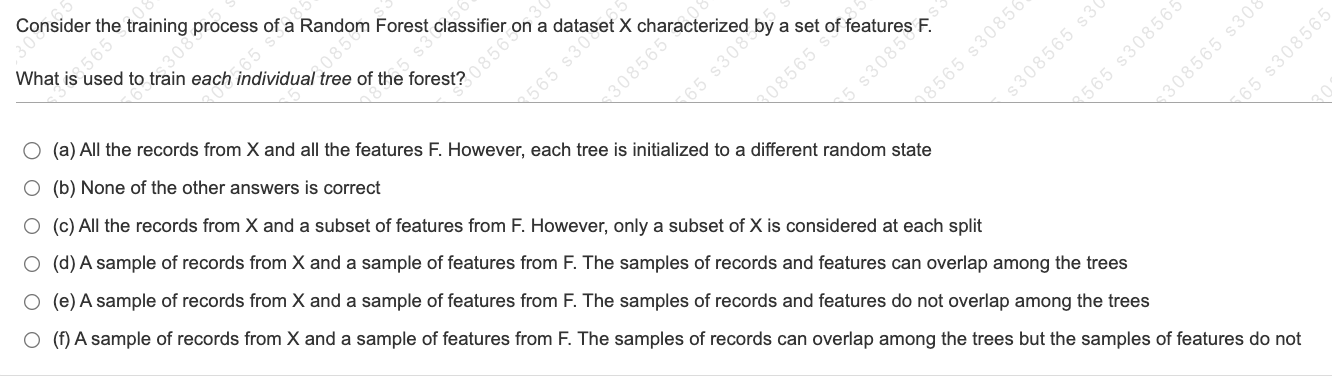 Consider the training process of a Random Forest classifier on a dataset X characterized by a set of features F.
What is used to train each individual tree of the forest?
(a) All the records from X and all the features F. However, each tree is initialized to a different random state
(b) None of the other answers is correct
(c) All the records from X and a subset of features from F. However, only a subset of X is considered at each split
(d) A sample of records from X and a sample of features from F. The samples of records and features can overlap among the trees
(e) A sample of records from X and a sample of features from F. The samples of records and features do not overlap among the trees
(f) A sample of records from X and a sample of features from F. The samples of records can overlap among the trees but the samples of features do not
s308565